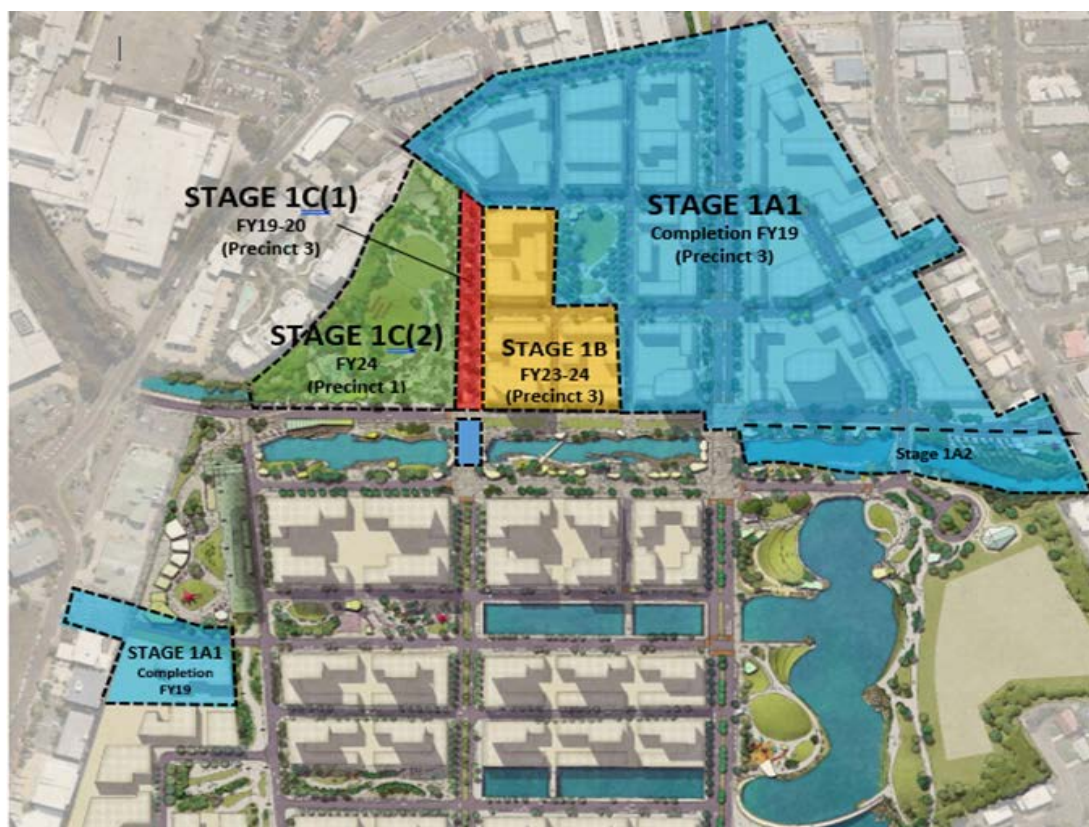 STAGE 1C(1)
FY19-20
(Precinct 3)
STAGE 1A1
Completion FY19
(Precinct 3)
STAGE 1C(2)
FY24
(Precinct 1)
STAGE 1B
FY23-24
(Precinct 3)
Stage 1A2
STAGE 1A1
Completion
FY19